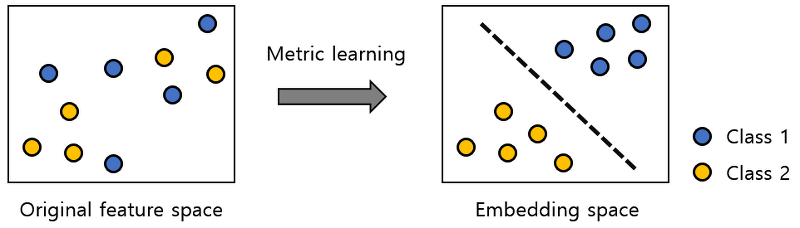 Metric learning
Class 1
Class 2
Original feature space
Embedding space